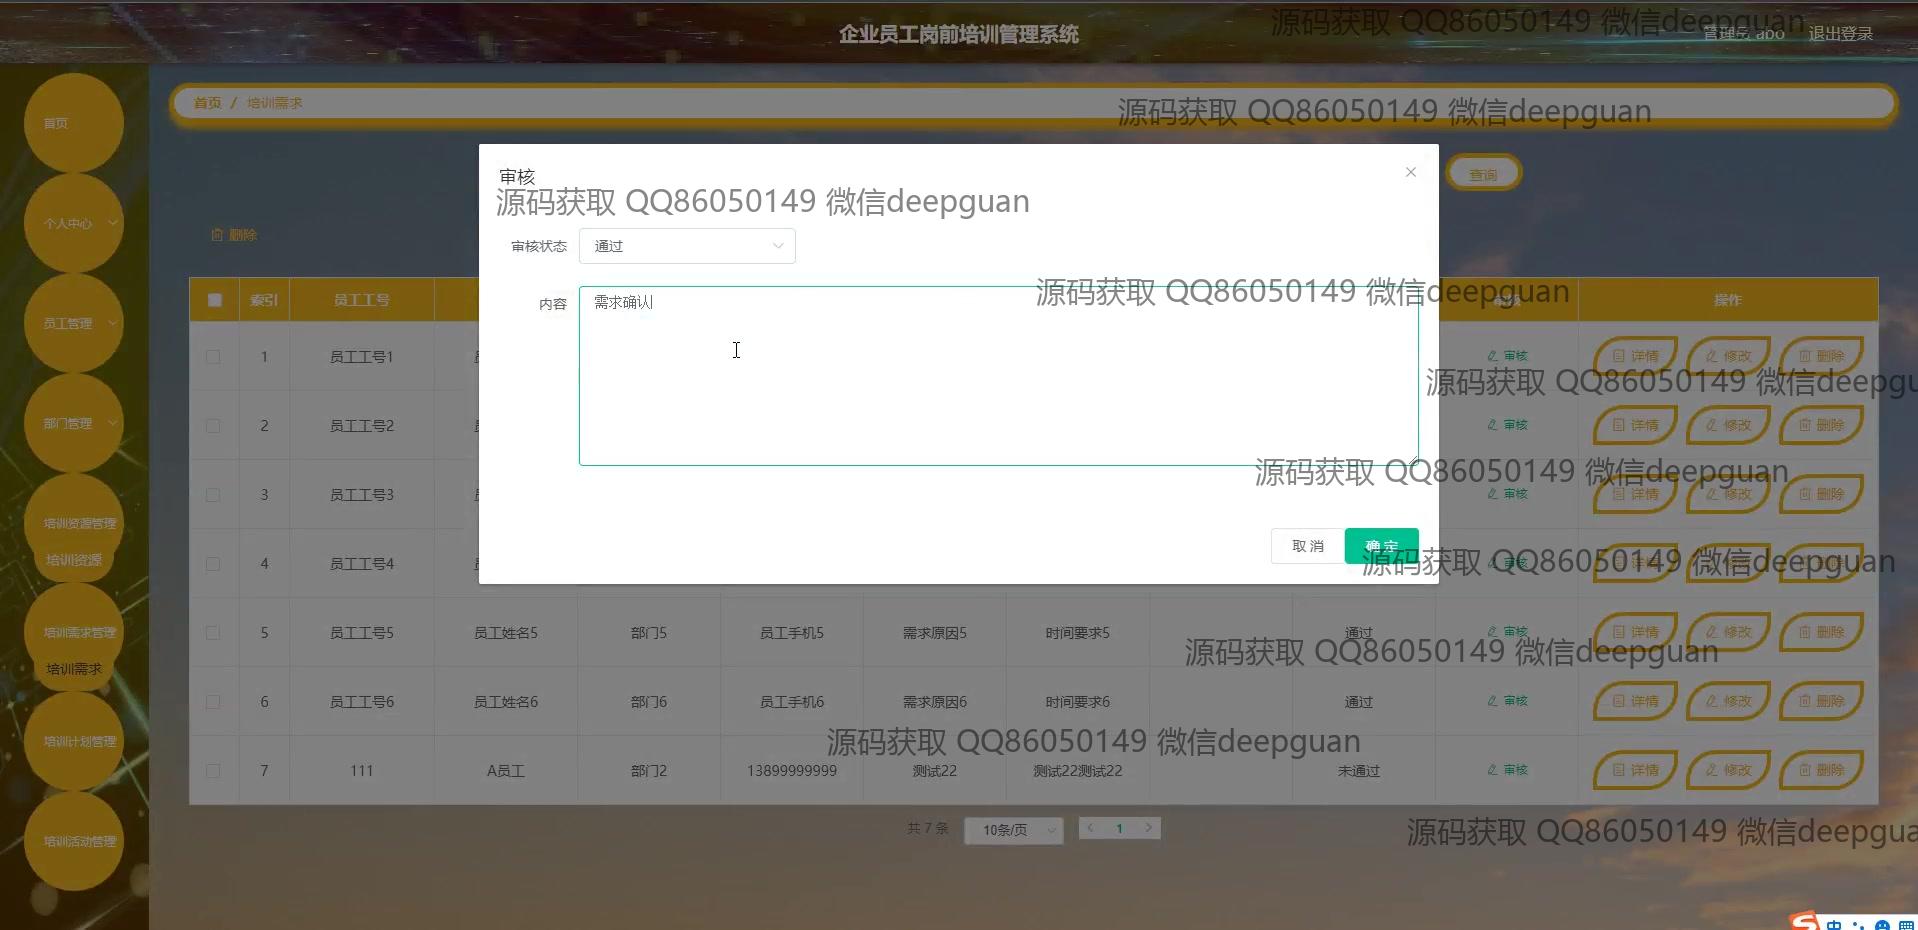 企业员工岗前培训管理系统
源码获取 QQ86050149 微信deepguan
退出登录
首页
个人中心
员工管理
部门管理
培训资源管理
培训资源
培训需求管理
培训需求
培训计划管理
培训活动管理
首页 / 培训需求
源码获取 QQ86050149 微信deepguan
查询
删除
审核
源码获取 QQ86050149 微信deepguan
审核状态 通过
内容 需求确认
源码获取 QQ86050149 微信deepguan
取消 确定
索引 员工工号 操作
1 员工工号1 审核 详情 修改 删除
源码获取 QQ86050149 微信deepgu
2 员工工号2 审核 详情 修改 删除
源码获取 QQ86050149 微信deepguan
3 员工工号3 审核 详情 修改 删除
4 员工工号4
源码获取 QQ86050149 微信deepguan
5 员工工号5 员工姓名5 部门5 员工手机5 需求原因5 时间要求5 通过 审核 详情 修改 删除
源码获取 QQ86050149 微信deepguan
6 员工工号6 员工姓名6 部门6 员工手机6 需求原因6 时间要求6 通过 审核 详情 修改 删除
源码获取 QQ86050149 微信deepguan
7 111 A员工 部门2 13899999999 测试22 测试22测试22 未通过 审核 详情 修改 删除
共 7 条 10条/页 1
源码获取 QQ86050149 微信deepgua
中